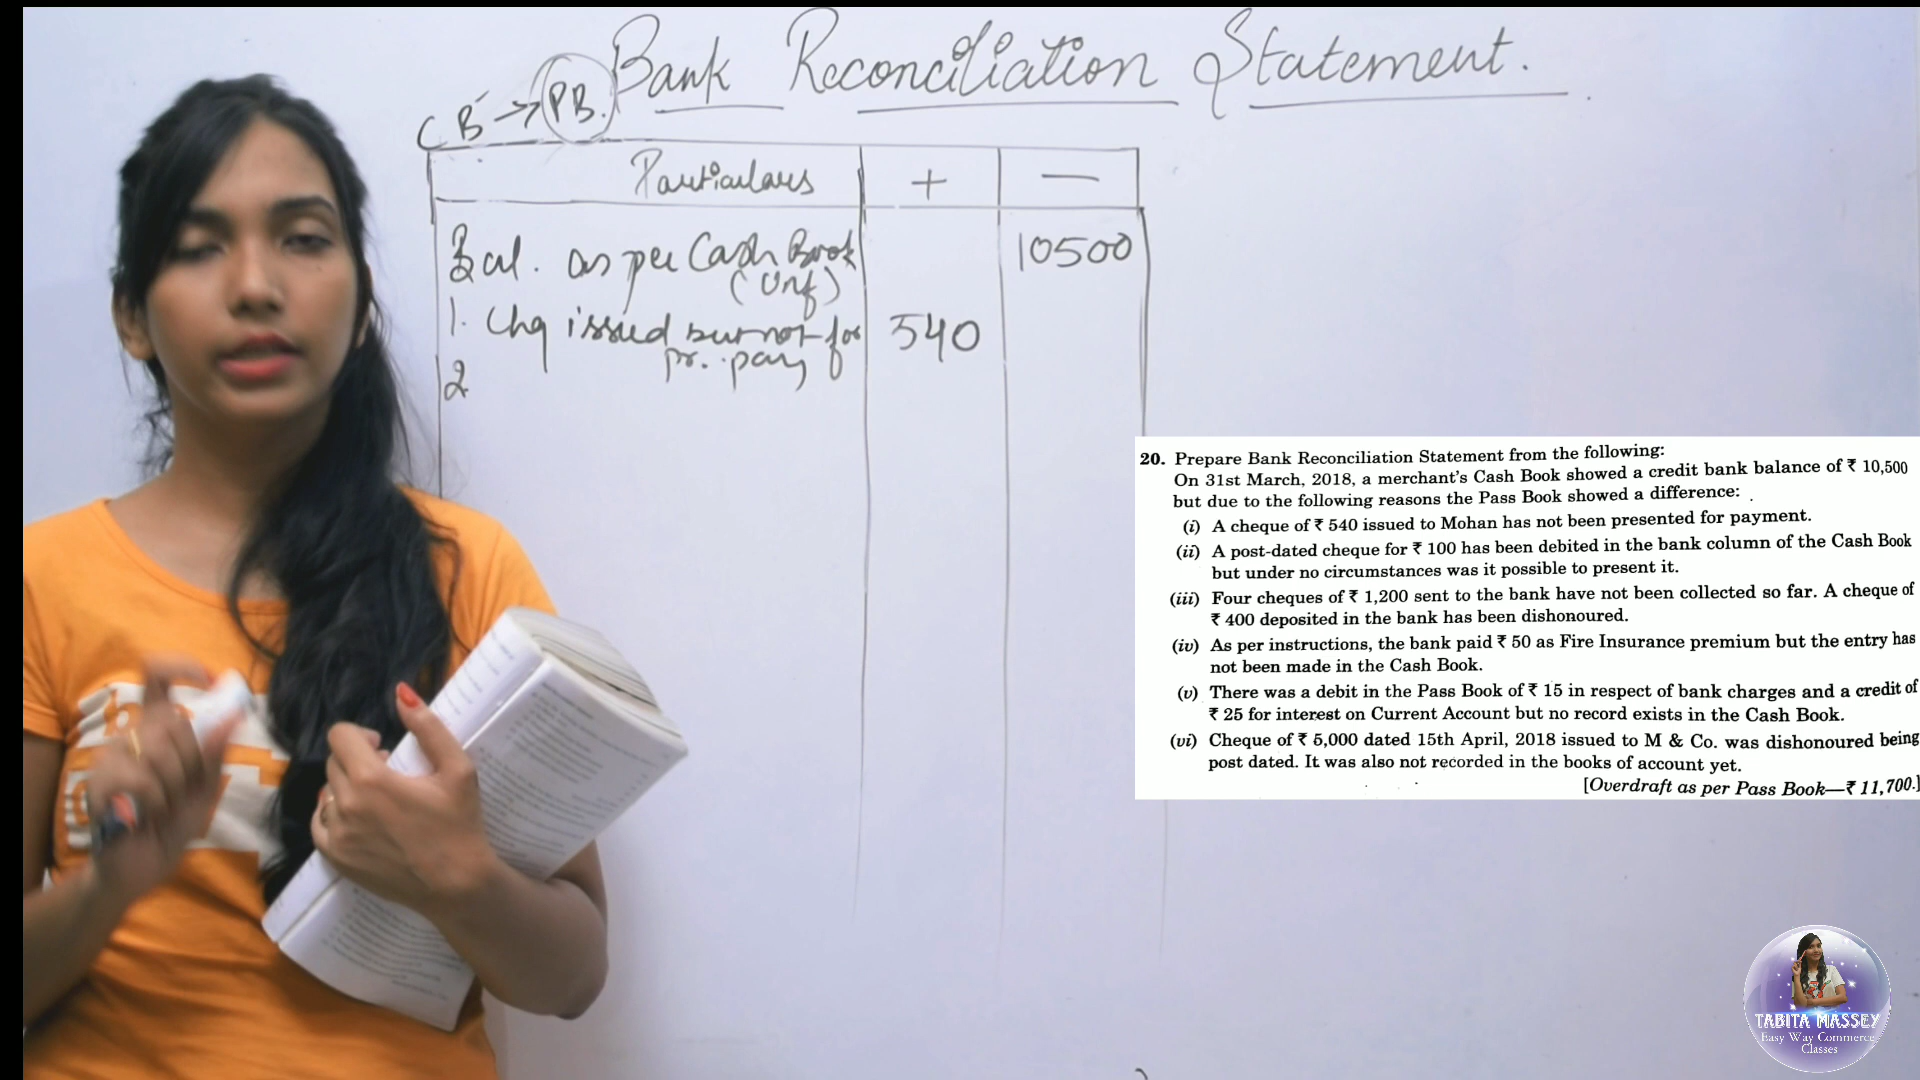 Bank Reconciliation Statement.
CB → PB.
Particulars + —
Bal. as per Cash Book 10500
(Unf)
1. Chq issued but not for 540
pr. pay
2
20. Prepare Bank Reconciliation Statement from the following:
On 31st March, 2018, a merchant's Cash Book showed a credit bank balance of ₹ 10,500
but due to the following reasons the Pass Book showed a difference:
(i) A cheque of ₹ 540 issued to Mohan has not been presented for payment.
(ii) A post-dated cheque for ₹ 100 has been debited in the bank column of the Cash Book
but under no circumstances was it possible to present it.
(iii) Four cheques of ₹ 1,200 sent to the bank have not been collected so far. A cheque of
₹ 400 deposited in the bank has been dishonoured.
(iv) As per instructions, the bank paid ₹ 50 as Fire Insurance premium but the entry has
not been made in the Cash Book.
(v) There was a debit in the Pass Book of ₹ 15 in respect of bank charges and a credit of
₹ 25 for interest on Current Account but no record exists in the Cash Book.
(vi) Cheque of ₹ 5,000 dated 15th April, 2018 issued to M & Co. was dishonoured being
post dated. It was also not recorded in the books of account yet.
[Overdraft as per Pass Book—₹ 11,700.]
TABITA MASSEY
Easy Way Commerce
Classes